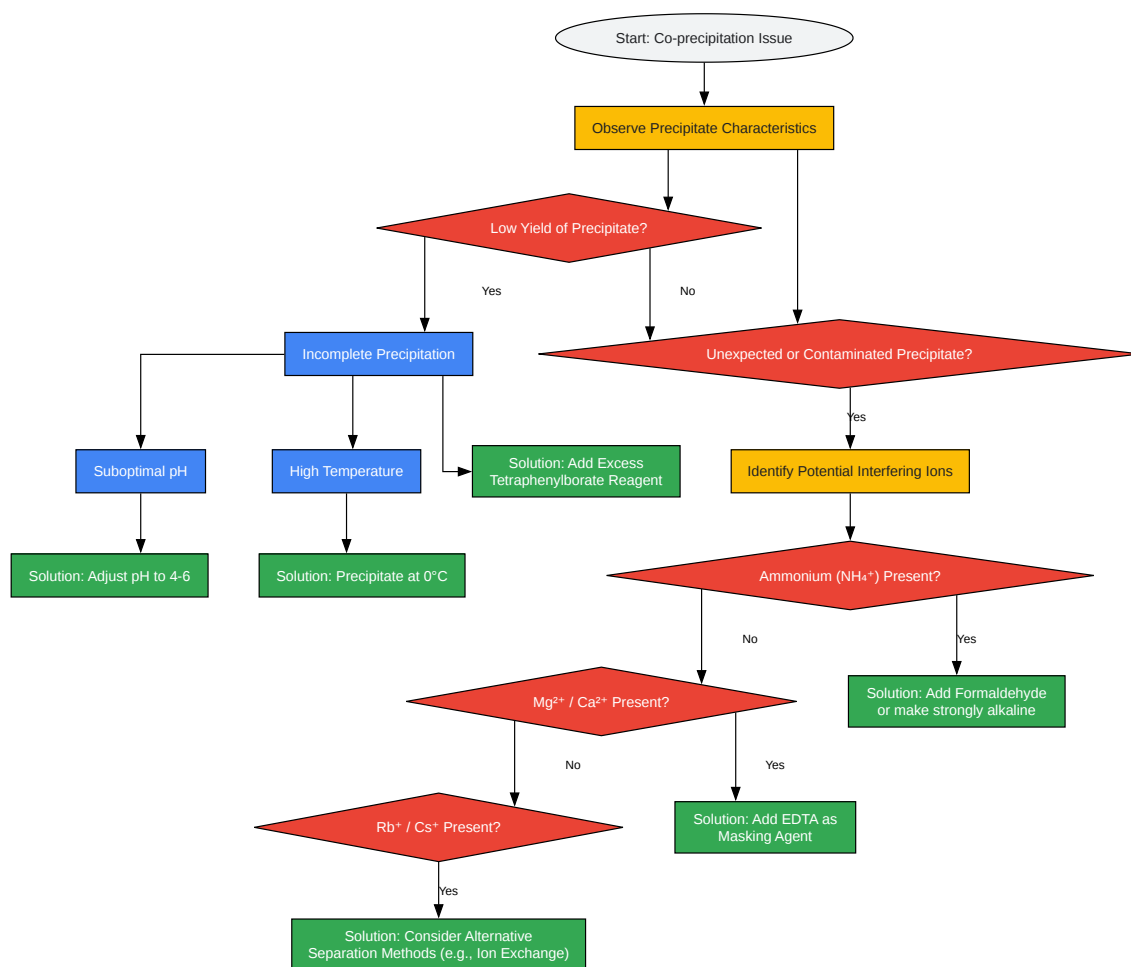 Start: Co-precipitation Issue
Observe Precipitate Characteristics
Low Yield of Precipitate?
Yes
No
Incomplete Precipitation
Unexpected or Contaminated Precipitate?
Yes
Suboptimal pH
High Temperature
Solution: Add Excess
Tetraphenylborate Reagent
Identify Potential Interfering Ions
Solution: Adjust pH to 4-6
Solution: Precipitate at 0°C
Ammonium (NH₄⁺) Present?
No
Yes
Mg²⁺ / Ca²⁺ Present?
Solution: Add Formaldehyde
or make strongly alkaline
No
Yes
Rb⁺ / Cs⁺ Present?
Solution: Add EDTA as
Masking Agent
Yes
Solution: Consider Alternative
Separation Methods (e.g., Ion Exchange)